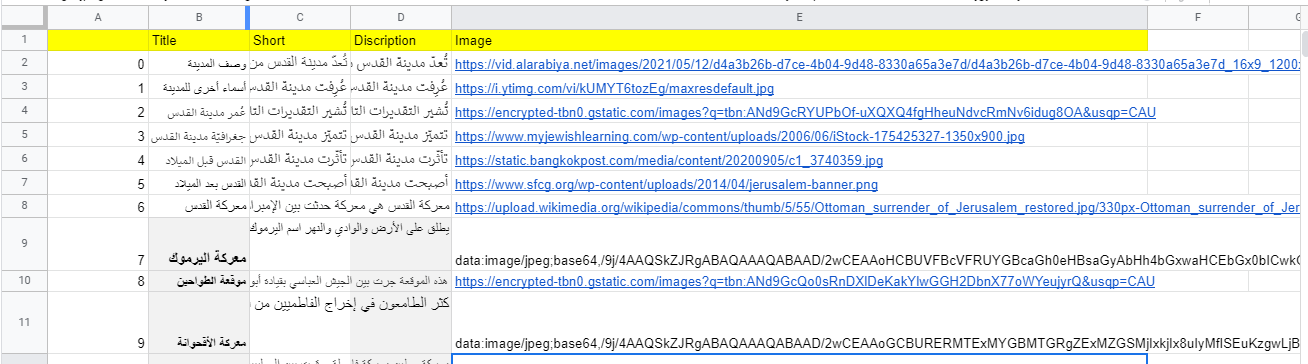 A B C D E F
1 Title Short Discription Image
2 0 وصف المدينة تُعدّ مدينة القدس من تُعدّ مدينة القدس https://vid.alarabiya.net/images/2021/05/12/d4a3b26b-d7ce-4b04-9d48-8330a65a3e7d/d4a3b26b-d7ce-4b04-9d48-8330a65a3e7d_16x9_1200
3 1 أسماء أخرى للمدينة عُرفت مدينة القدس عُرفت مدينة القدس https://i.ytimg.com/vi/kUMYT6tozEg/maxresdefault.jpg
4 2 عُمر مدينة القدس تُشير التقديرات التا تُشير التقديرات التا https://encrypted-tbn0.gstatic.com/images?q=tbn:ANd9GcRYUPbOf-uXQXQ4fgHheuNdvcRmNv6idug8OA&usqp=CAU
5 3 جغرافيّة مدينة القدس تتميّز مدينة القدس تتميّز مدينة القدس https://www.myjewishlearning.com/wp-content/uploads/2006/06/iStock-175425327-1350x900.jpg
6 4 القدس قبل الميلاد تأثّرت مدينة القدس تأثّرت مدينة القدس https://static.bangkokpost.com/media/content/20200905/c1_3740359.jpg
7 5 القدس بعد الميلاد أصبحت مدينة القد أصبحت مدينة القد https://www.sfcg.org/wp-content/uploads/2014/04/jerusalem-banner.png
8 6 معركة القدس معركة القدس هي معركة حدثت بين الإمبرا https://upload.wikimedia.org/wikipedia/commons/thumb/5/55/Ottoman_surrender_of_Jerusalem_restored.jpg/330px-Ottoman_surrender_of_Jer
9 7 معركة اليرموك يطلق على الأرض والوادي والنهر اسم اليرموك data:image/jpeg;base64,/9j/4AAQSkZJRgABAQAAAQABAAD/2wCEAAoHCBUVFBcVFRUYGBcaGh0eHBsaGyAbHh4bGxwaHCEbGx0bICwkG
10 8 موقعة الطواحين هذه الموقعة جرت بين الجيش العباسي بقيادة أبو https://encrypted-tbn0.gstatic.com/images?q=tbn:ANd9GcQo0sRnDXlDeKakYlwGGH2DbnX77oWYeujyrQ&usqp=CAU
11 9 معركة الأقحوانة كثر الطامعون في إخراج الفاطميين من data:image/jpeg;base64,/9j/4AAQSkZJRgABAQAAAQABAAD/2wCEAAoGCBURERMTExMYGBMTGRgZExMZGSMjIxkjIx8uIyMfISEuKzgwLjB